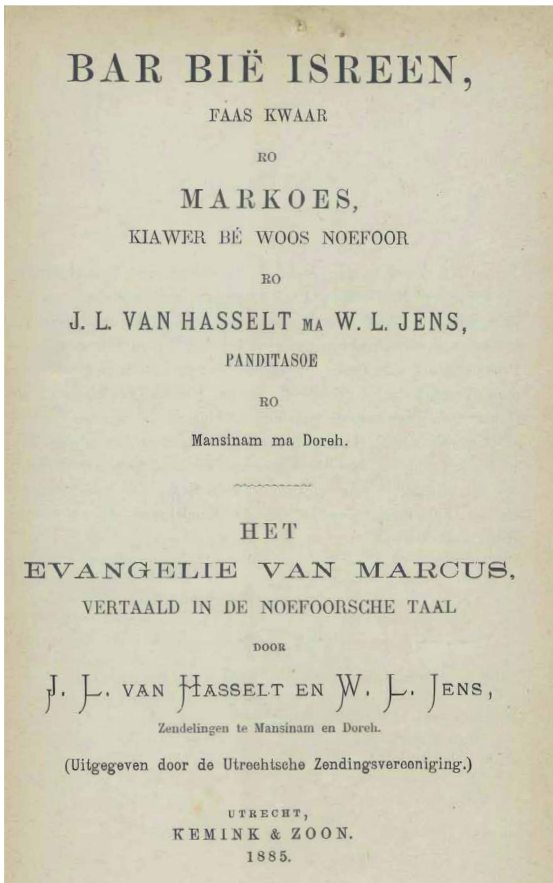 BAR BIË ISREEN,
FAAS KWAAR
RO
MARKOES,
KIAWER BÉ WOOS NOEFOOR
RO
J. L. VAN HASSELT MA W. L. JENS,
PANDITASOE
RO
Mansinam ma Doreh.
HET
EVANGELIE VAN MARCUS,
VERTAALD IN DE NOEFOORSCHE TAAL
DOOR
J. L. VAN HASSELT EN W. L. JENS,
Zendelingen te Mansinam en Doreh.
(Uitgegeven door de Utrechtsche Zendingsvereeniging.)
UTRECHT,
KEMINK & ZOON.
1885.